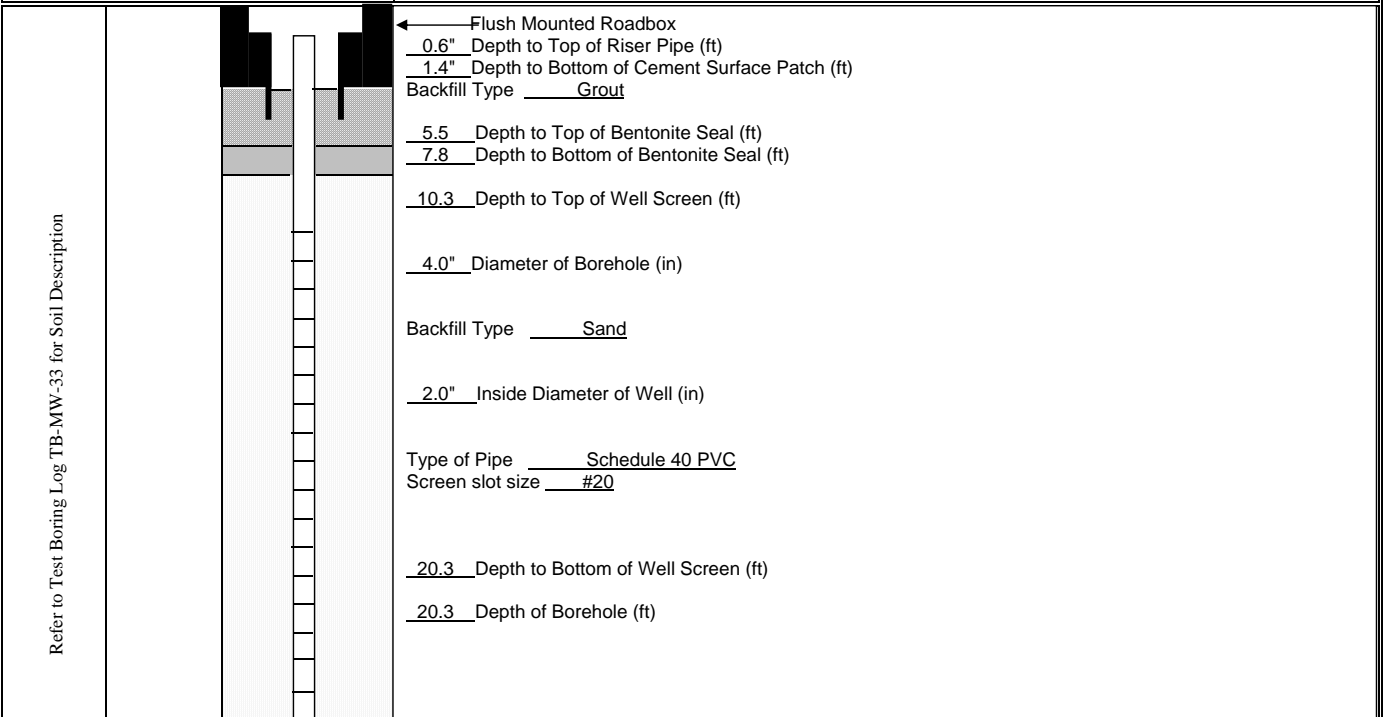 Flush Mounted Roadbox
0.6" Depth to Top of Riser Pipe (ft)
1.4" Depth to Bottom of Cement Surface Patch (ft)
Backfill Type Grout
5.5 Depth to Top of Bentonite Seal (ft)
7.8 Depth to Bottom of Bentonite Seal (ft)
10.3 Depth to Top of Well Screen (ft)
4.0" Diameter of Borehole (in)
Backfill Type Sand
2.0" Inside Diameter of Well (in)
Type of Pipe Schedule 40 PVC
Screen slot size #20
20.3 Depth to Bottom of Well Screen (ft)
20.3 Depth of Borehole (ft)
Refer to Test Boring Log TB-MW-33 for Soil Description